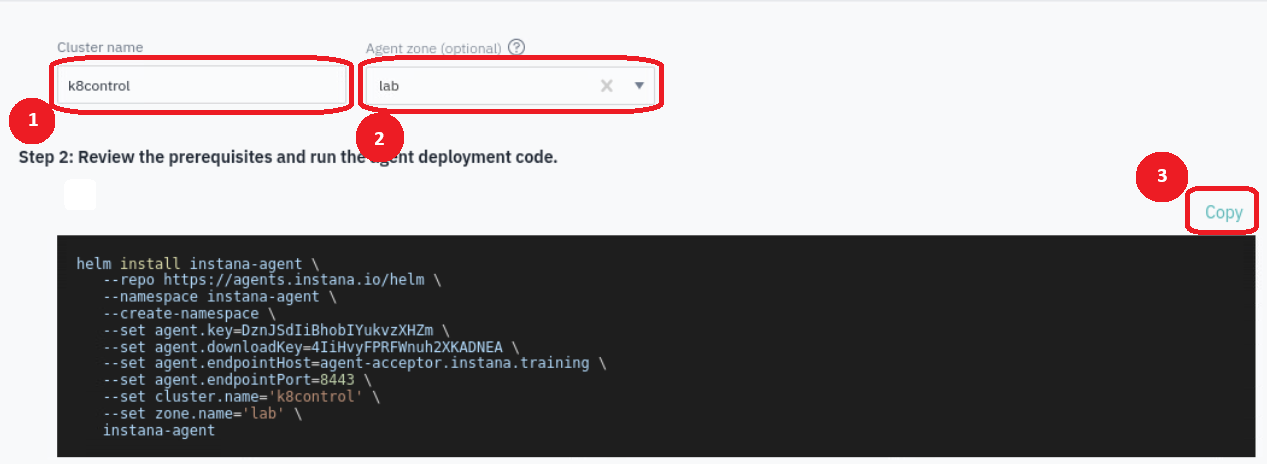 Cluster name
Agent zone (optional) ?
k8control
lab
1
2
Step 2: Review the prerequisites and run the agent deployment code.
3
Copy
helm install instana-agent \
--repo https://agents.instana.io/helm \
--namespace instana-agent \
--create-namespace \
--set agent.key=DznJSdIiBhobIYukvzXHZm \
--set agent.downloadKey=4IiHvyFPRFWnuh2XKADNEA \
--set agent.endpointHost=agent-acceptor.instana.training \
--set agent.endpointPort=8443 \
--set cluster.name='k8control' \
--set zone.name='lab' \
instana-agent